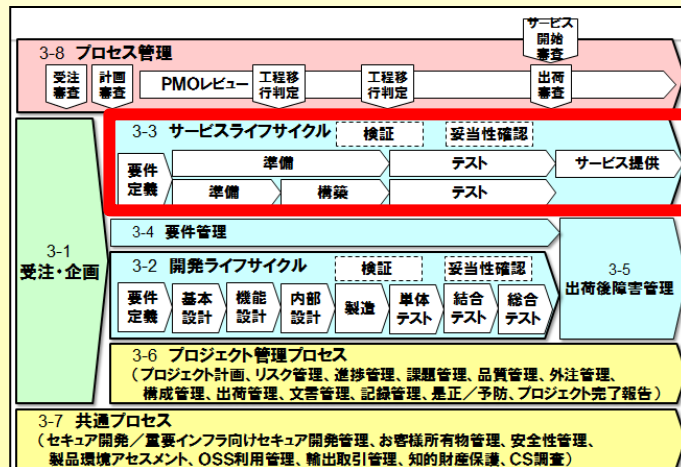 サービス
開始
審査
3-8 プロセス管理
受注
審査
計画
審査
PMOレビュー
工程移
行判定
工程移
行判定
出荷
審査
3-3 サービスライフサイクル
検証
妥当性確認
要件
定義
準備
テスト
サービス提供
準備
構築
テスト
3-1
受注・企画
3-4 要件管理
3-2 開発ライフサイクル
検証
妥当性確認
要件
定義
基本
設計
機能
設計
内部
設計
製造
単体
テスト
結合
テスト
総合
テスト
3-5
出荷後障害管理
3-6 プロジェクト管理プロセス
(プロジェクト計画、リスク管理、進捗管理、課題管理、品質管理、外注管理、
構成管理、出荷管理、文書管理、記録管理、是正/予防、プロジェクト完了報告)
3-7 共通プロセス
(セキュア開発/重要インフラ向けセキュア開発管理、お客様所有物管理、安全性管理、
製品環境アセスメント、OSS利用管理、輸出取引管理、知的財産保護、CS調査)